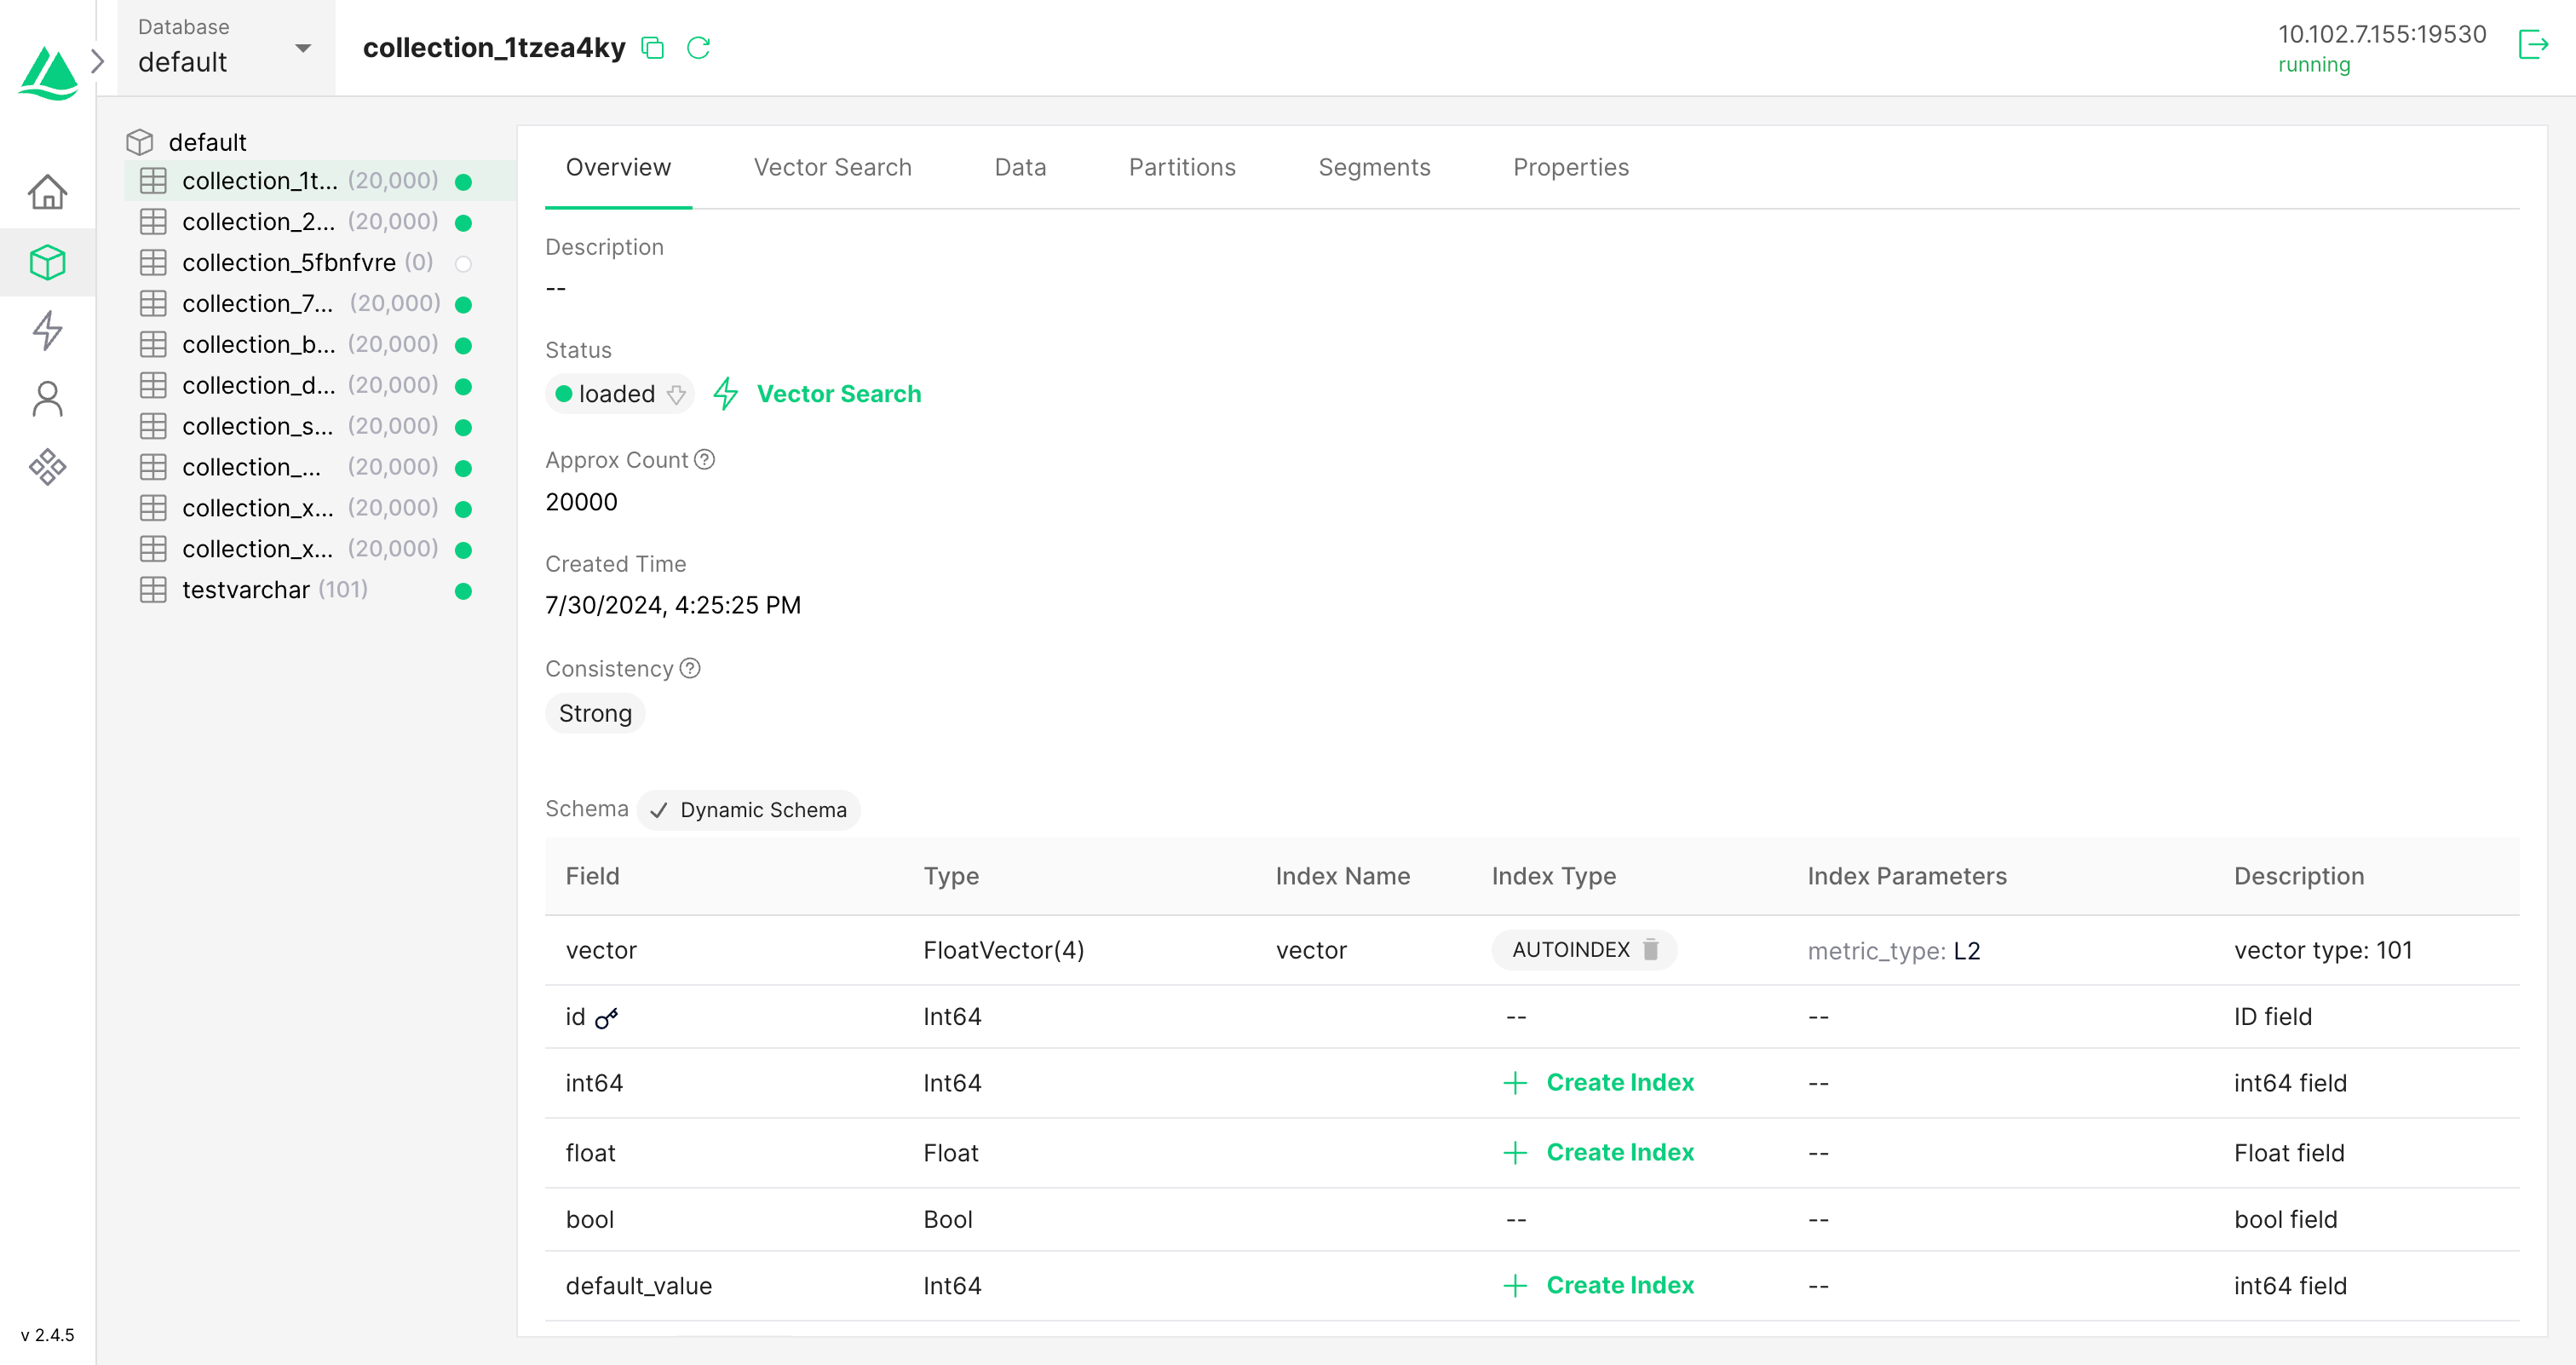 Database
default
collection_1tzea4ky
10.102.7.155:19530
running
default
collection_1t... (20,000)
collection_2... (20,000)
collection_5fbnfvre (0)
collection_7... (20,000)
collection_b... (20,000)
collection_d... (20,000)
collection_s... (20,000)
collection_... (20,000)
collection_x... (20,000)
collection_x... (20,000)
testvarchar (101)
v 2.4.5
Overview Vector Search Data Partitions Segments Properties
Description
--
Status
loaded Vector Search
Approx Count ?
20000
Created Time
7/30/2024, 4:25:25 PM
Consistency ?
Strong
Schema Dynamic Schema
Field Type Index Name Index Type Index Parameters Description
vector FloatVector(4) vector AUTOINDEX metric_type: L2 vector type: 101
id Int64 -- -- ID field
int64 Int64 + Create Index -- int64 field
float Float + Create Index -- Float field
bool Bool -- -- bool field
default_value Int64 + Create Index -- int64 field